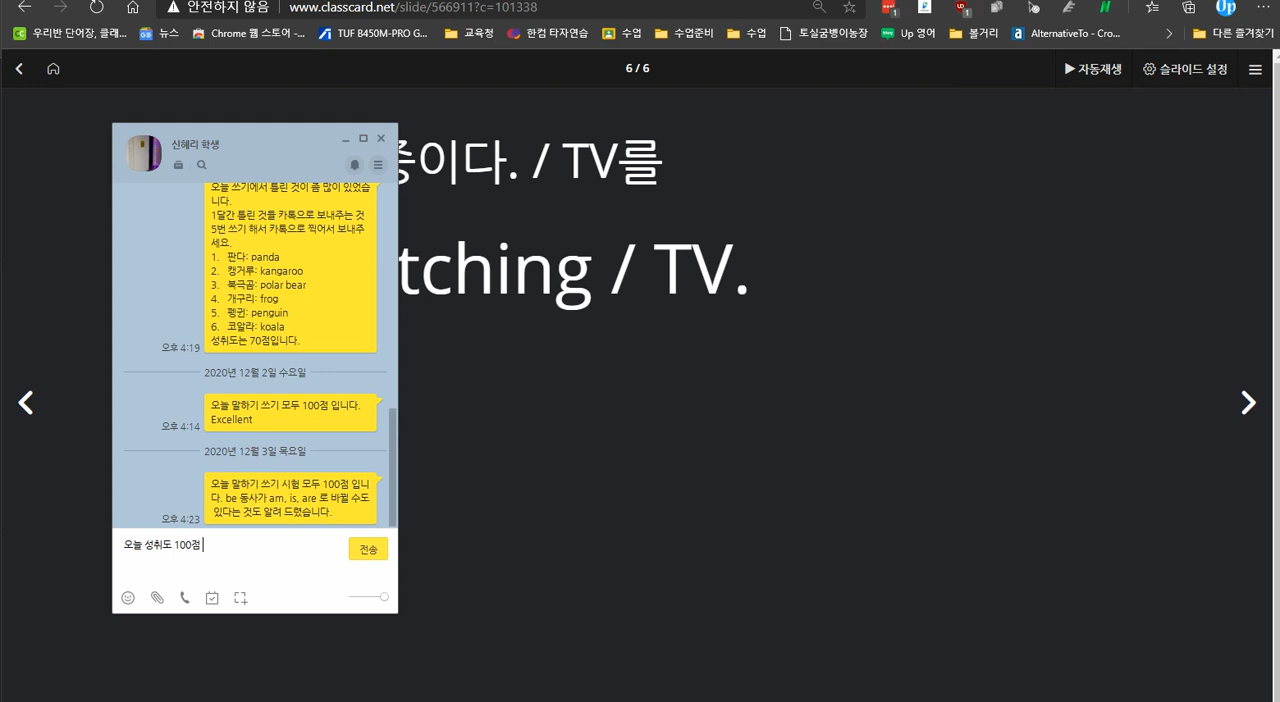 안전하지 않음 www.classcard.net/slide/566911?c=101338
우리반 단어장, 클래... 뉴스 Chrome 웹 스토어 -... TUF B450M-PRO G... 교육청 한컴 타자연습 수업 수업준비 수업 토실굼벵이농장 Up 영어 볼거리 AlternativeTo - Cro... 다른 즐겨찾기
6 / 6 자동재생 슬라이드 설정
신혜리 학생
중이다. / TV를
tching / TV.
오늘 쓰기에서 틀린 것이 좀 많이 있었습
니다.
1달간 틀린 것들 카톡으로 보내주는 것
5번 쓰기 해서 카톡으로 찍어서 보내주
세요.
1. 판다: panda
2. 캥거루: kangaroo
3. 북극곰: polar bear
4. 개구리: frog
5. 펭귄: penguin
6. 코알라: koala
성취도는 70점입니다.
오후 4:19
2020년 12월 2일 수요일
오늘 말하기 쓰기 모두 100점 입니다.
Excellent
오후 4:14
2020년 12월 3일 목요일
오늘 말하기 쓰기 시험 모두 100점 입니
다. be 동사가 am, is, are 로 바뀔 수도
있다는 것도 알려 드렸습니다.
오후 4:23
오늘 성취도 100점
전송